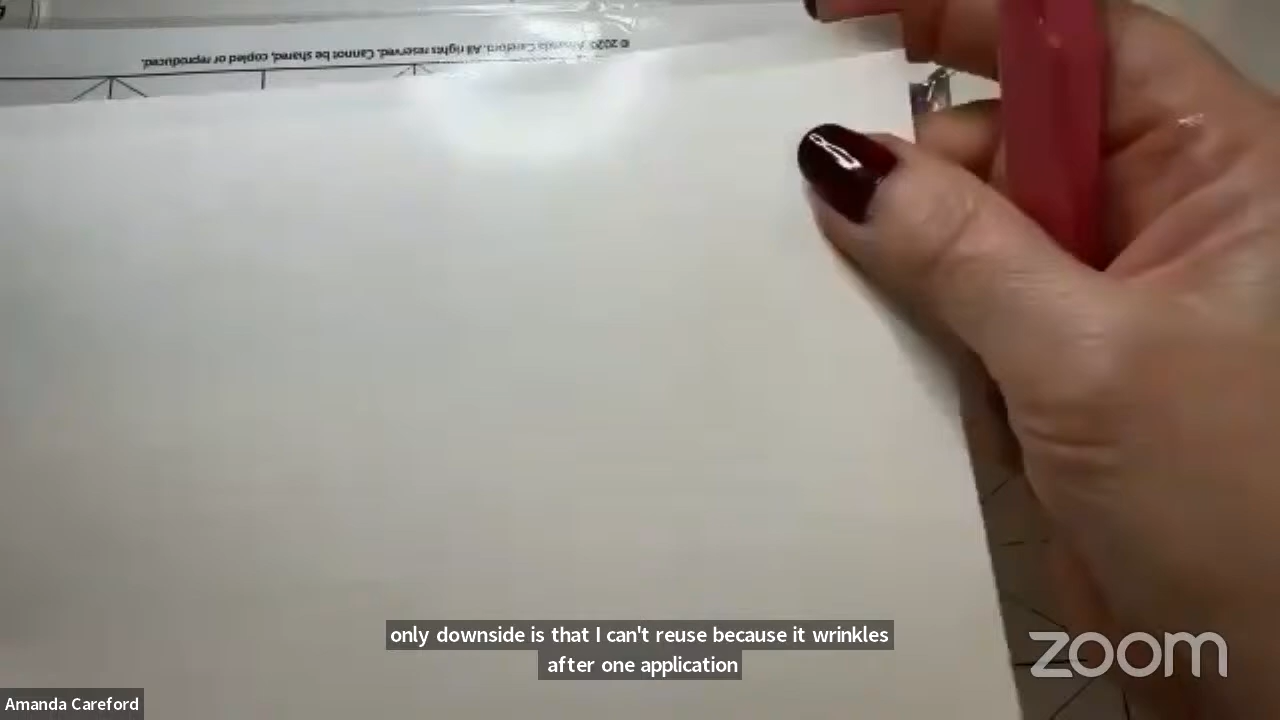 © 2020 Amanda Careford. All rights reserved. Cannot be shared, copied or reproduced.
only downside is that I can't reuse because it wrinkles
after one application
zoom
Amanda Careford